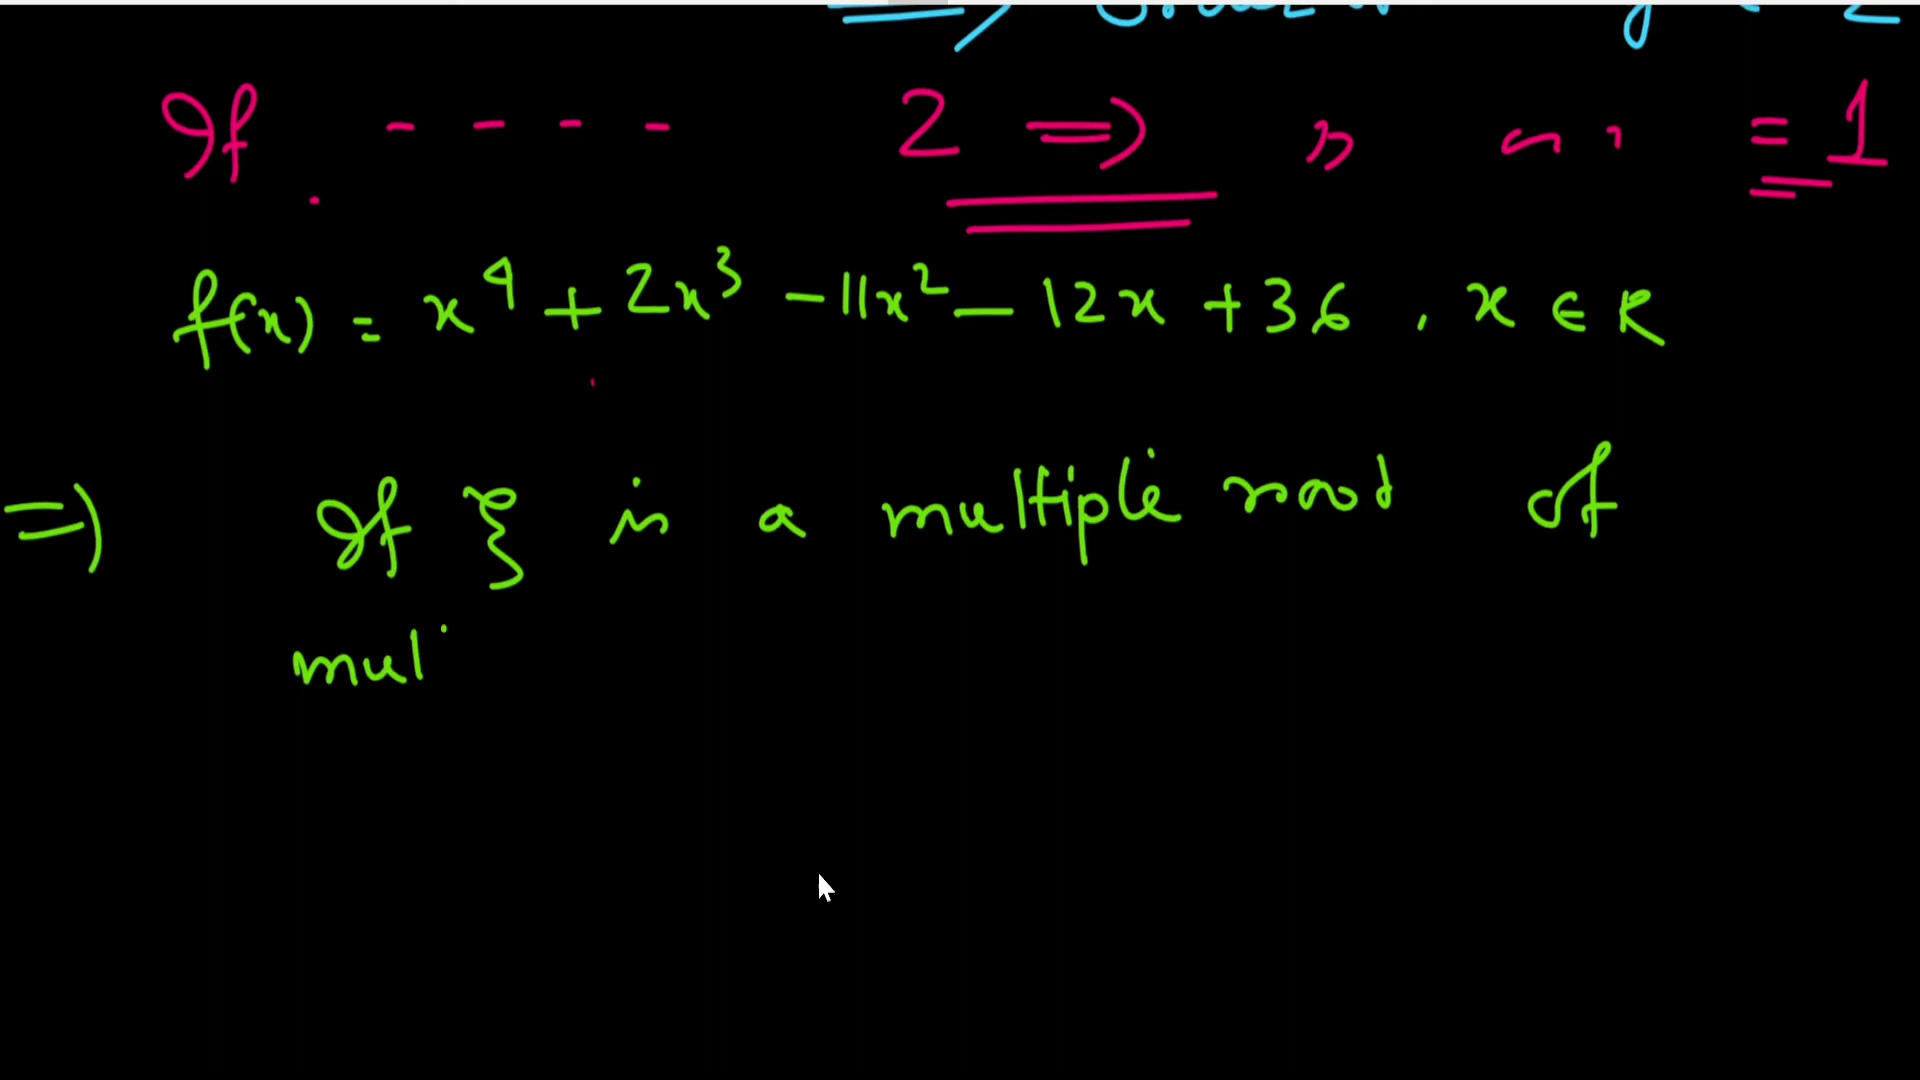 If - - - - 2 ⇒ " " " = 1
f(x) = x⁴ + 2x³ - 11x² - 12x + 36 . x ∈ R
⇒ If ξ is a multiple root of
mul